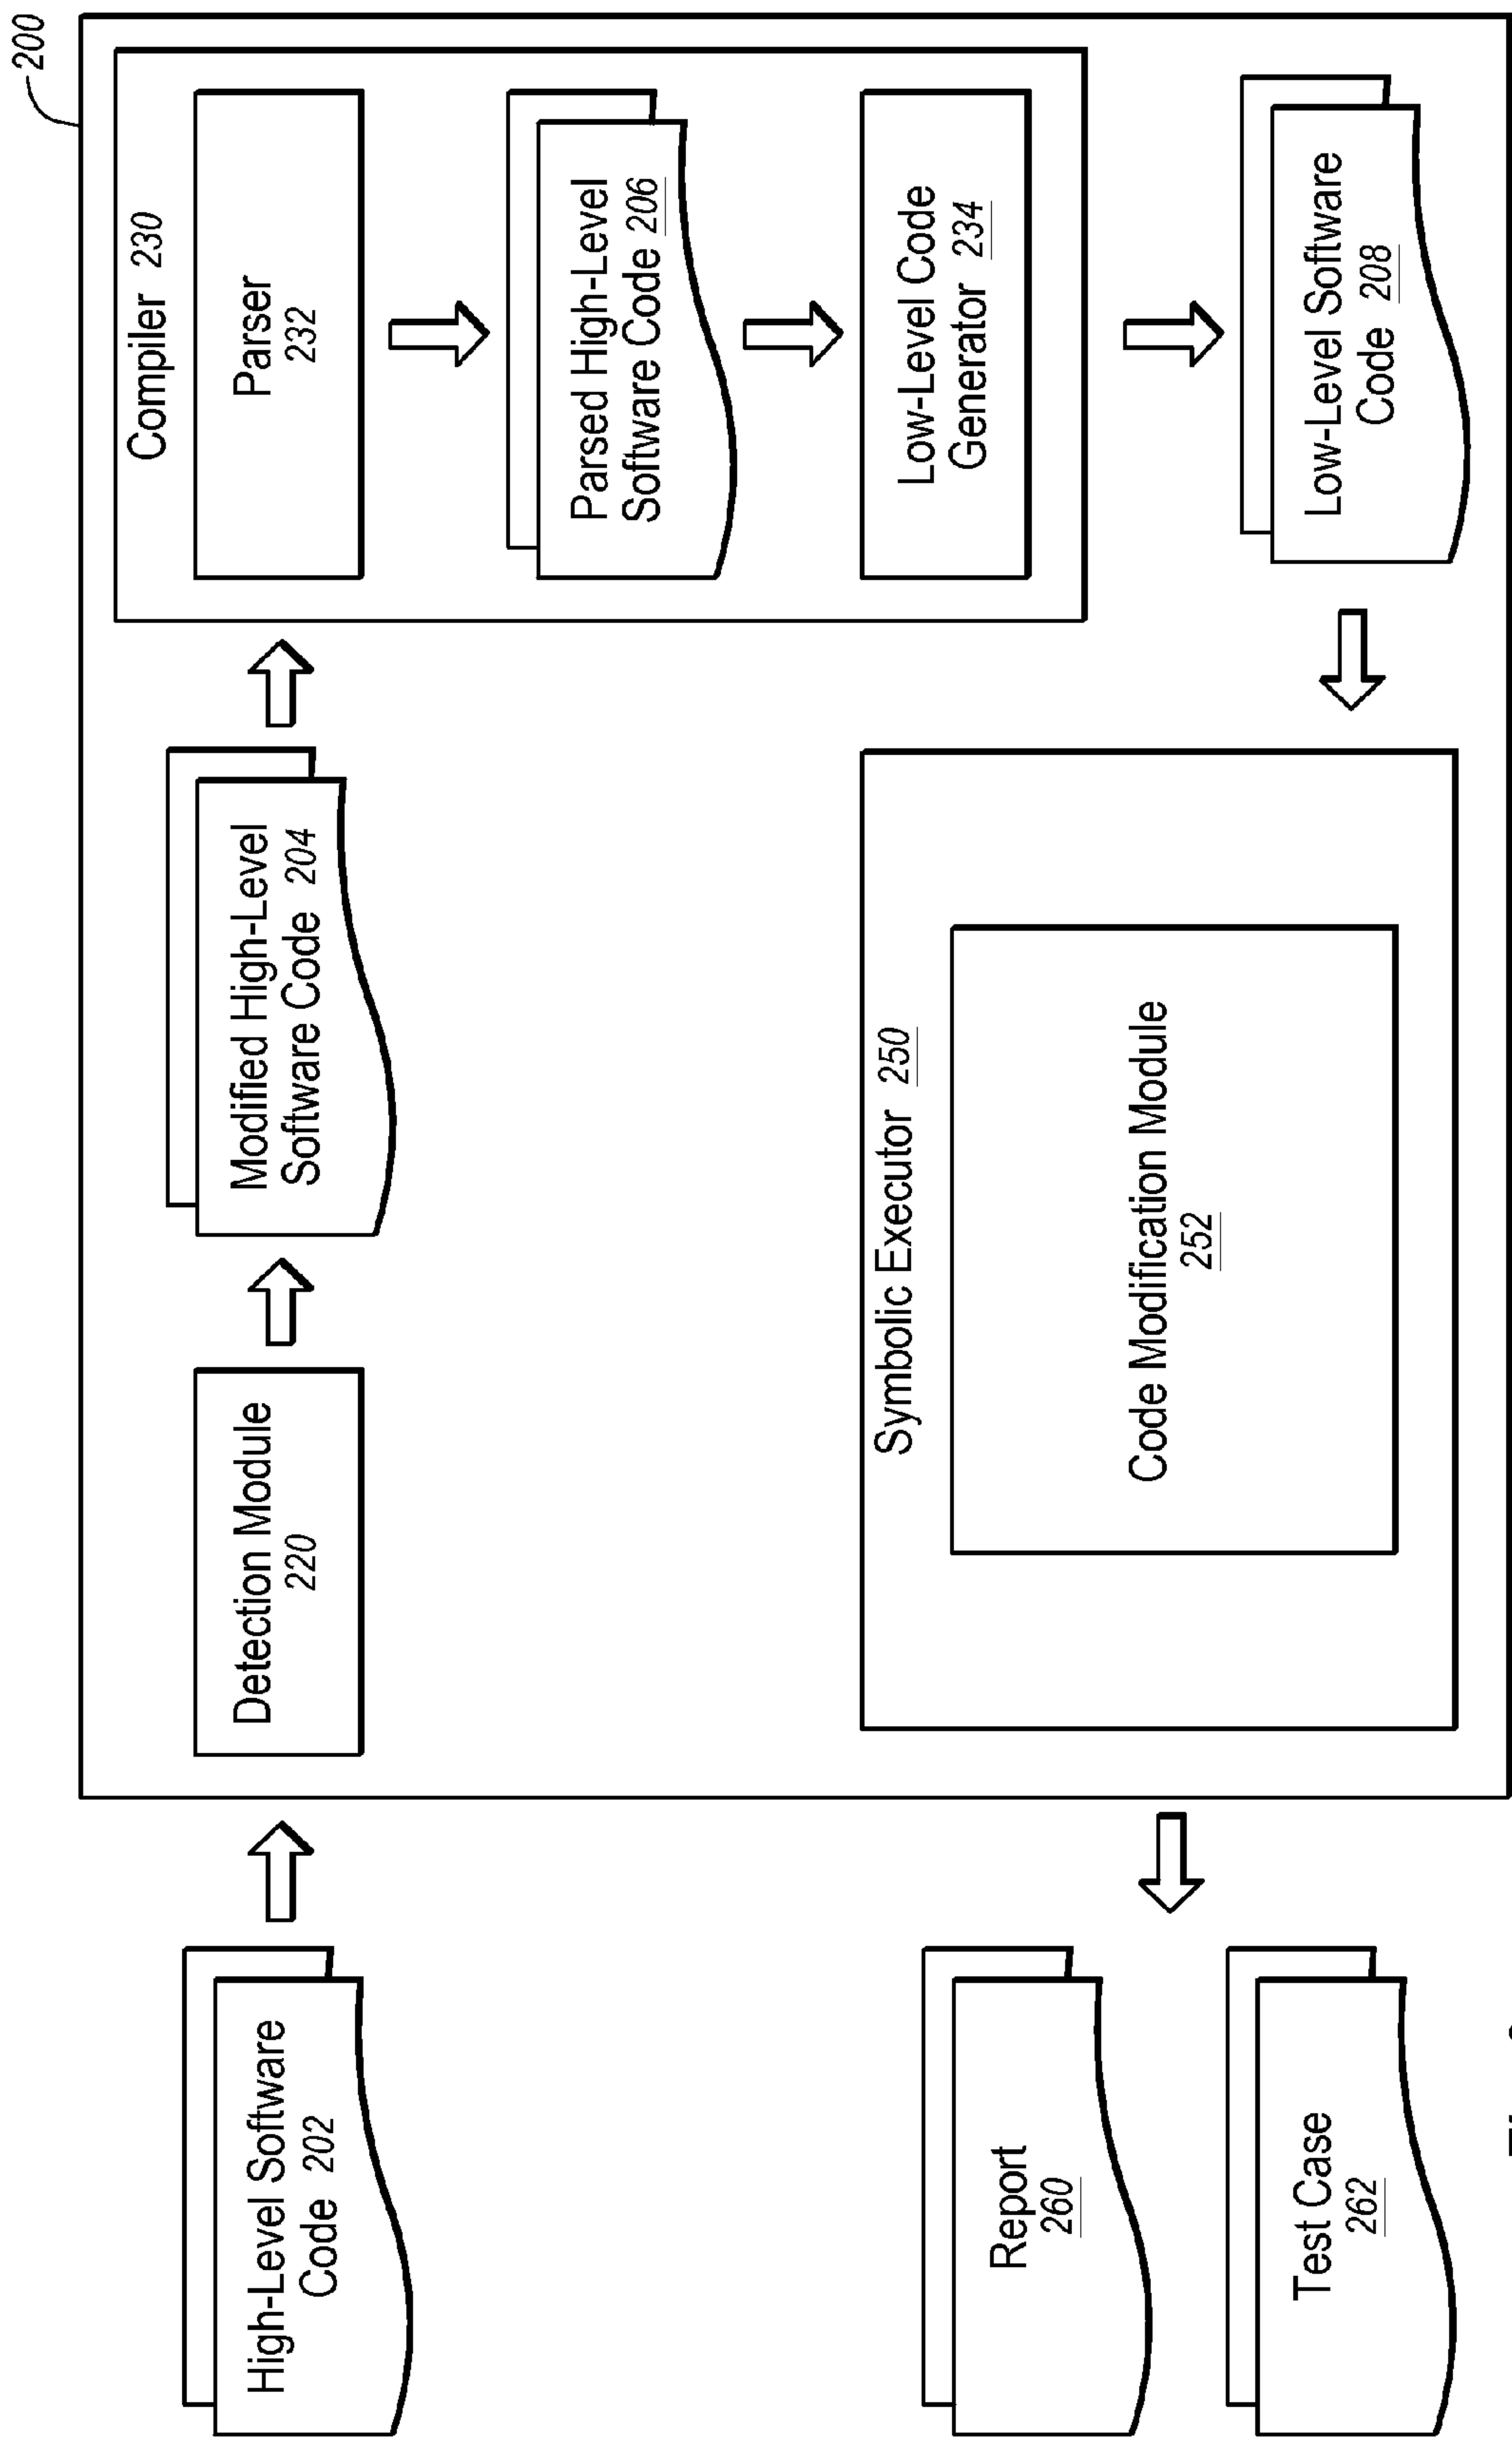 200
High-Level Software
Code 202
Detection Module
220
Modified High-Level
Software Code 204
Compiler 230
Parser
232
Parsed High-Level
Software Code 206
Low-Level Code
Generator 234
Low-Level Software
Code 208
Symbolic Executor 250
Code Modification Module
252
Report
260
Test Case
262